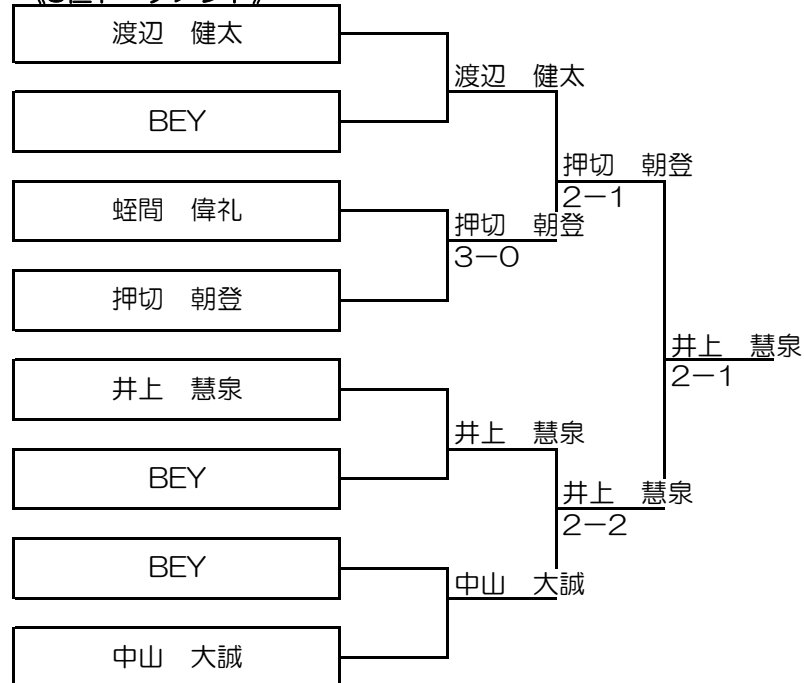 渡辺　健太
渡辺　健太
BEY
押切　朝登
2－1
蛭間　偉礼
押切　朝登
3－0
押切　朝登
井上　慧泉
2－1
井上　慧泉
井上　慧泉
BEY
井上　慧泉
2－2
BEY
中山　大誠
中山　大誠